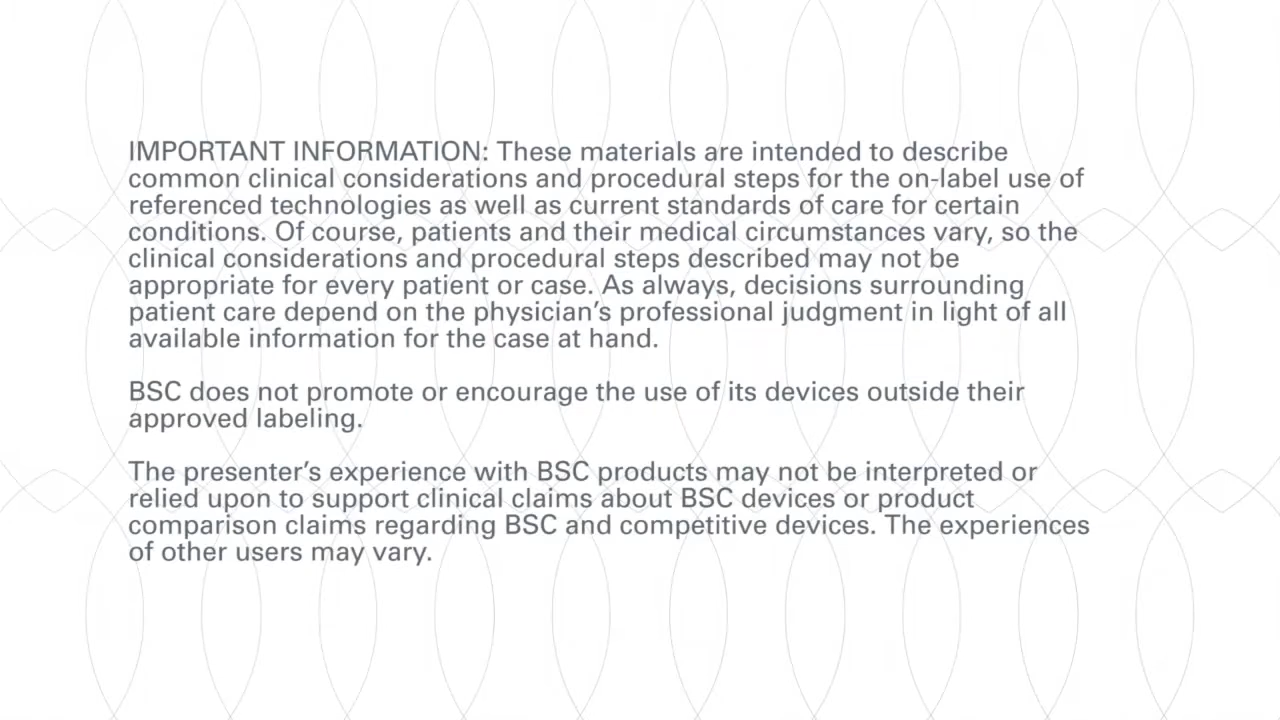 IMPORTANT INFORMATION: These materials are intended to describe
common clinical considerations and procedural steps for the on-label use of
referenced technologies as well as current standards of care for certain
conditions. Of course, patients and their medical circumstances vary, so the
clinical considerations and procedural steps described may not be
appropriate for every patient or case. As always, decisions surrounding
patient care depend on the physician’s professional judgment in light of all
available information for the case at hand.
BSC does not promote or encourage the use of its devices outside their
approved labeling.
The presenter’s experience with BSC products may not be interpreted or
relied upon to support clinical claims about BSC devices or product
comparison claims regarding BSC and competitive devices. The experiences
of other users may vary.